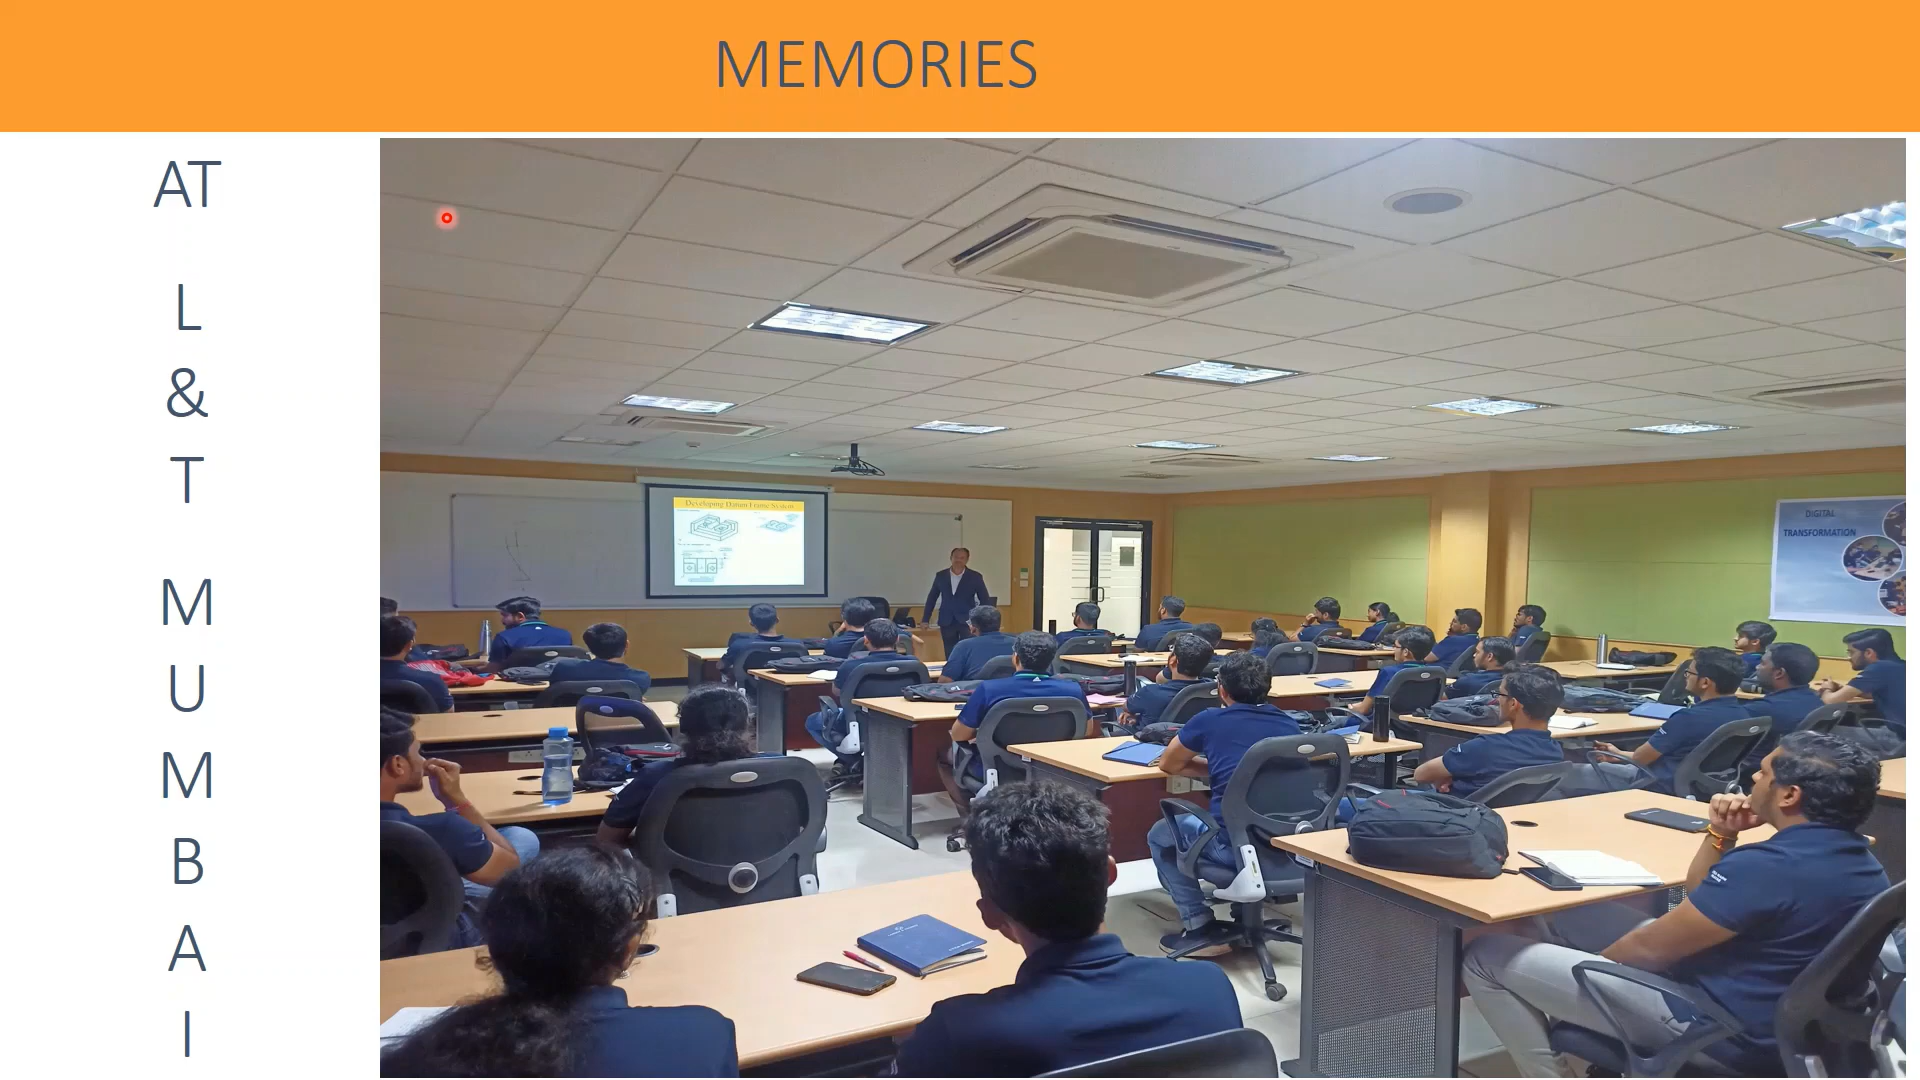 MEMORIES
AT
L
&
T
M
U
M
B
A
I
Developing Datum Frame System
DIGITAL
TRANSFORMATION